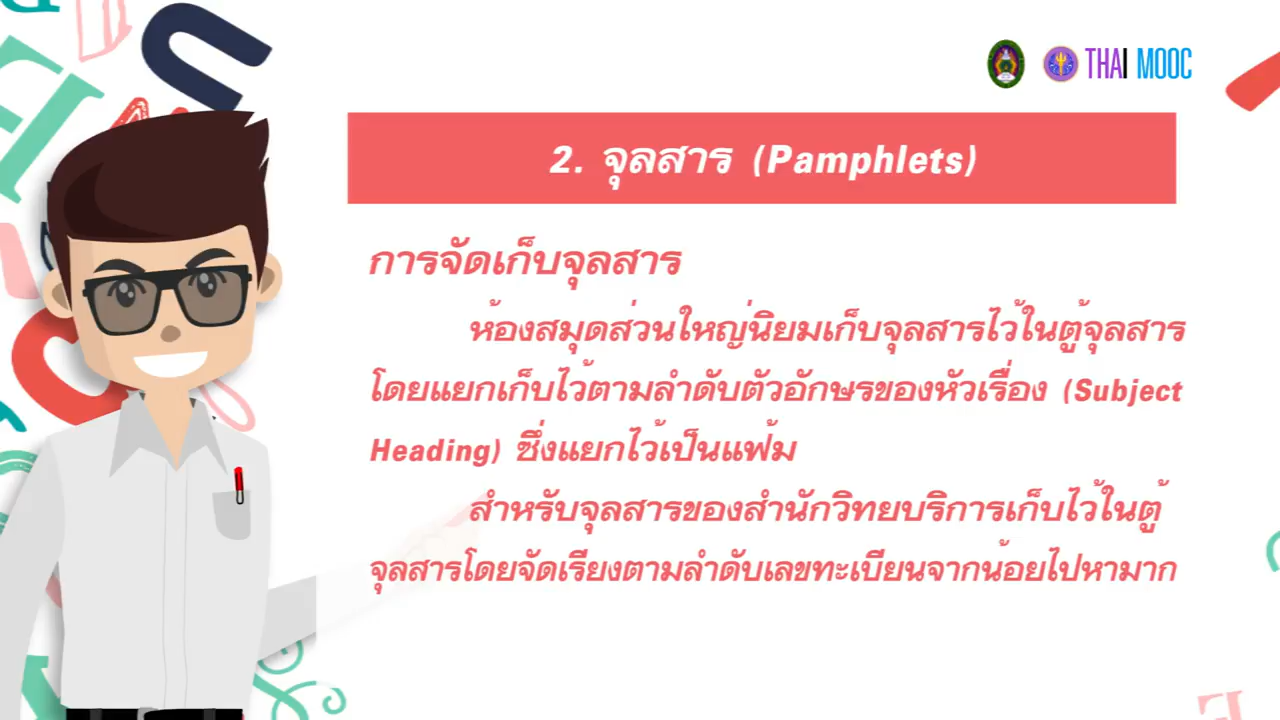 THAI MOOC
2. จุลสาร (Pamphlets)
การจัดเก็บจุลสาร
ห้องสมุดส่วนใหญ่นิยมเก็บจุลสารไว้ในตู้จุลสาร
โดยแยกเก็บไว้ตามลำดับตัวอักษรของหัวเรื่อง (Subject
Heading) ซึ่งแยกไว้เป็นแฟ้ม
สำหรับจุลสารของสำนักวิทยบริการเก็บไว้ในตู้
จุลสารโดยจัดเรียงตามลำดับเลขทะเบียนจากน้อยไปหามาก